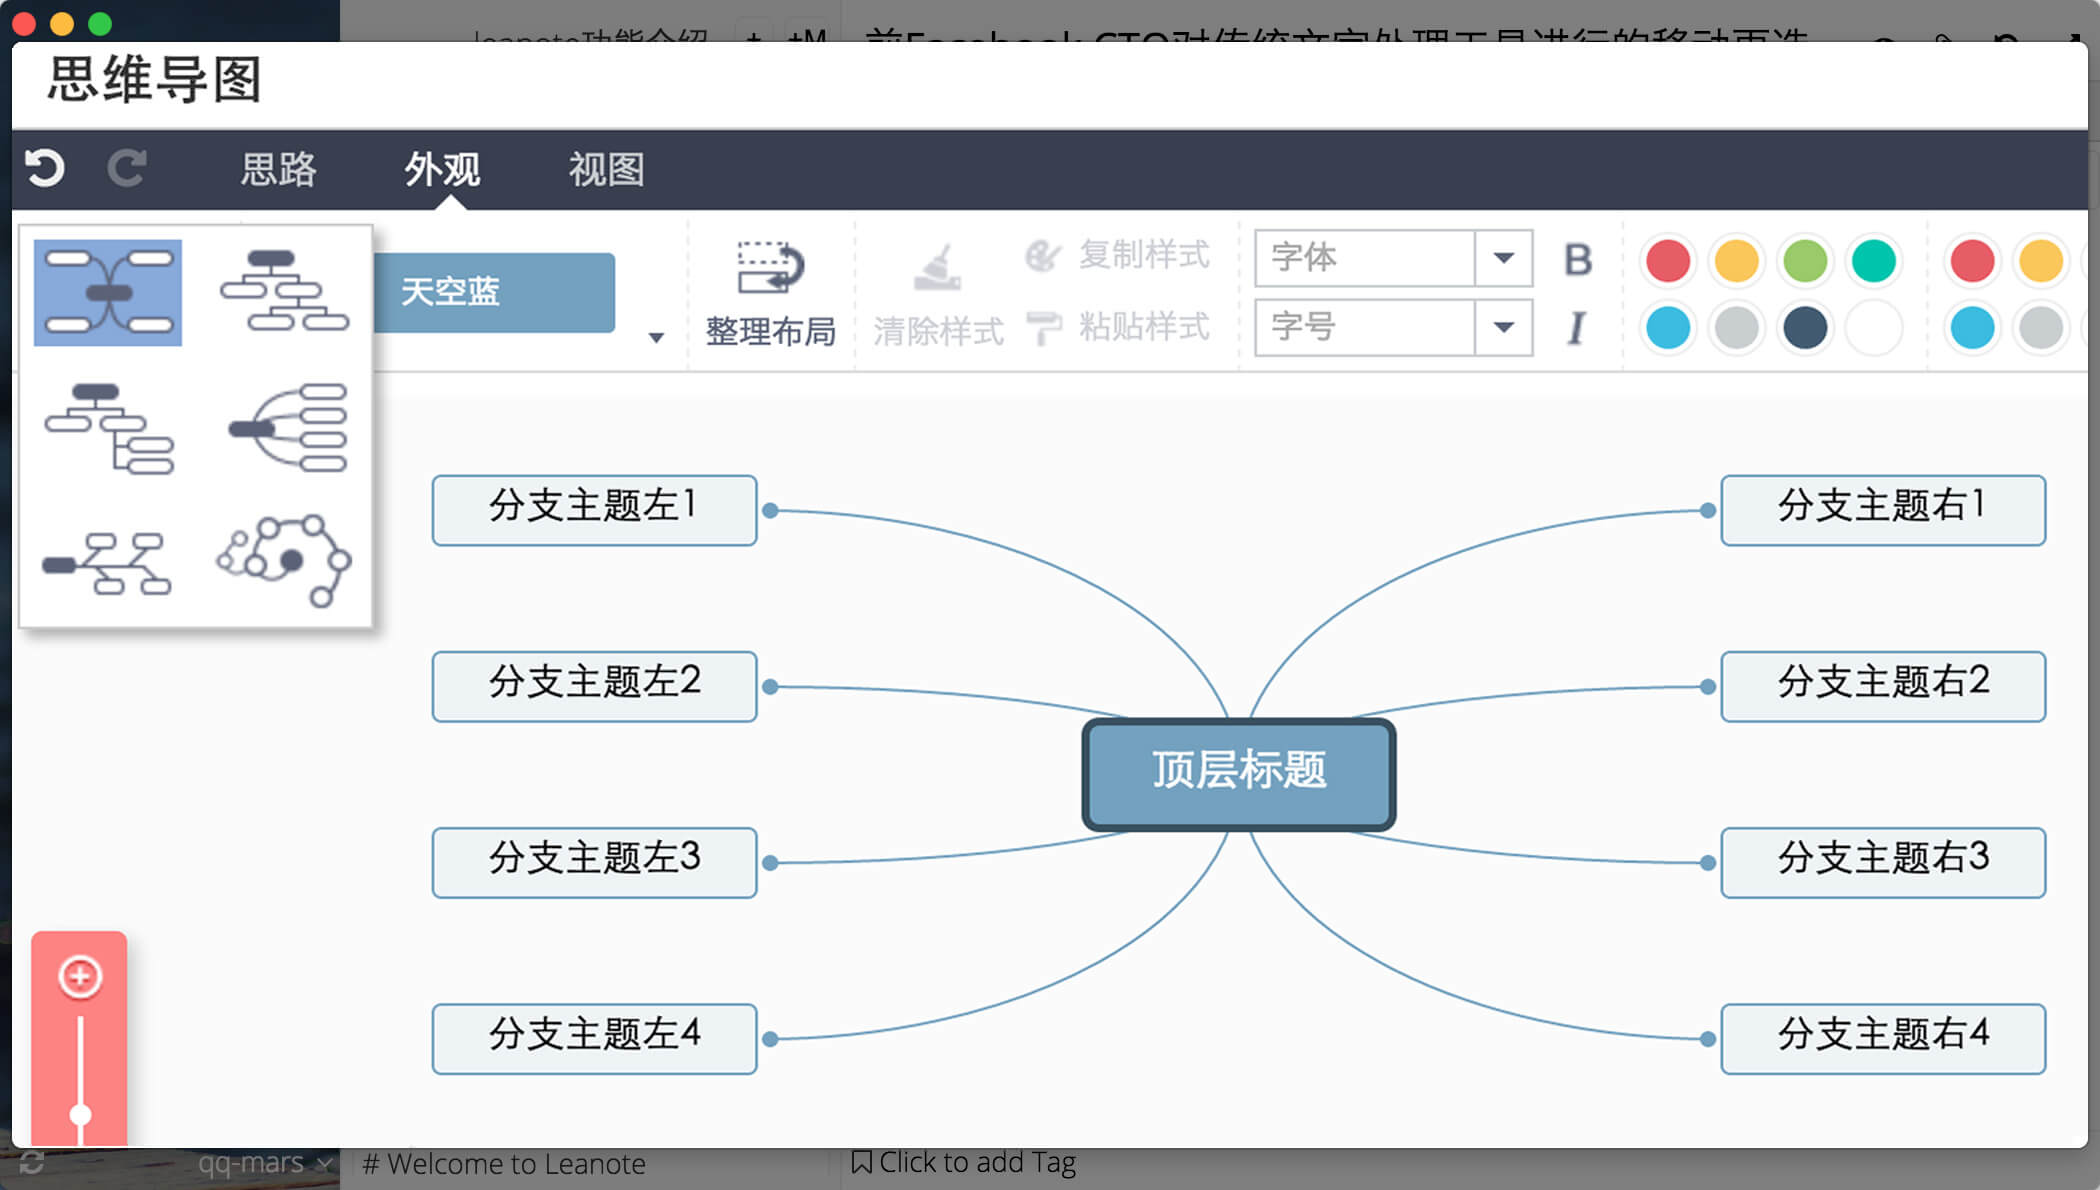 思维导图
思路 外观 视图
天空蓝
整理布局
清除样式
复制样式
粘贴样式
字体
字号
B
I
分支主题左1
分支主题右1
分支主题左2
分支主题右2
顶层标题
分支主题左3
分支主题右3
分支主题左4
分支主题右4
qq-mars
# Welcome to Leanote
Click to add Tag